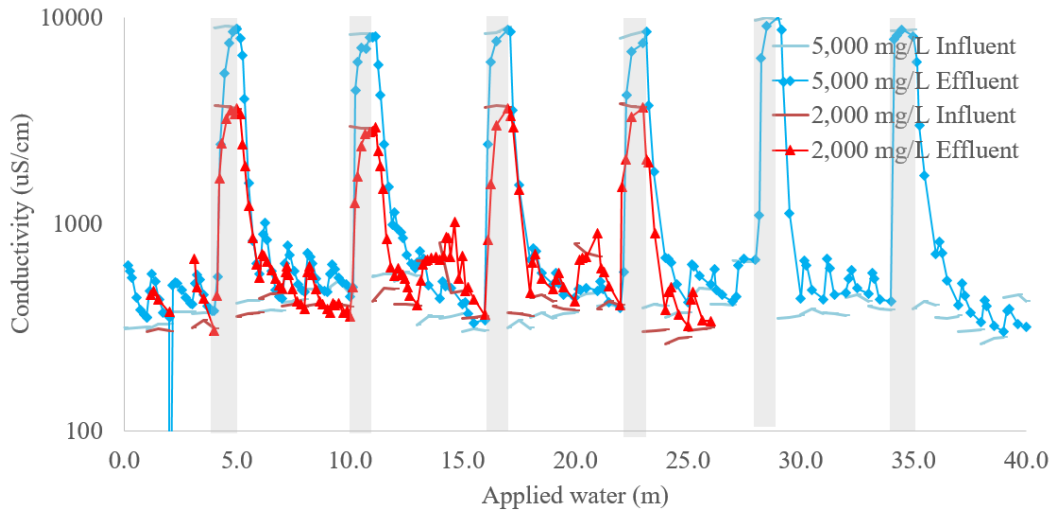 10000
1000
100
Conductivity (uS/cm)
5,000 mg/L Influent
5,000 mg/L Effluent
2,000 mg/L Influent
2,000 mg/L Effluent
0.0 5.0 10.0 15.0 20.0 25.0 30.0 35.0 40.0
Applied water (m)